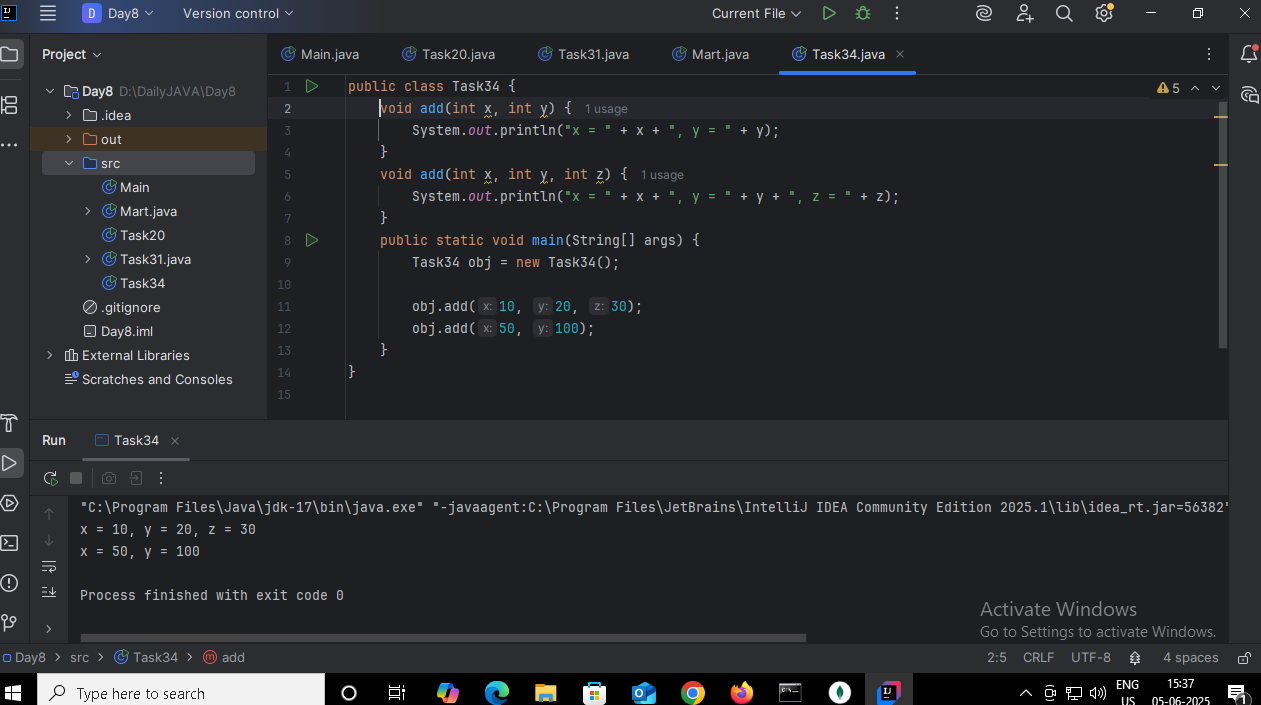 D Day8 Version control Current File
Project
Main.java Task20.java Task31.java Mart.java Task34.java
Day8 D:\DailyJAVA\Day8
.idea
out
src
Main
Mart.java
Task20
Task31.java
Task34
.gitignore
Day8.iml
External Libraries
Scratches and Consoles
5
1 public class Task34 {
2 void add(int x, int y) { 1 usage
3 System.out.println("x = " + x + ", y = " + y);
4 }
5 void add(int x, int y, int z) { 1 usage
6 System.out.println("x = " + x + ", y = " + y + ", z = " + z);
7 }
8 public static void main(String[] args) {
9 Task34 obj = new Task34();
10
11 obj.add( x: 10, y: 20, z: 30);
12 obj.add( x: 50, y: 100);
13 }
14 }
15
Run Task34
"C:\Program Files\Java\jdk-17\bin\java.exe" "-javaagent:C:\Program Files\JetBrains\IntelliJ IDEA Community Edition 2025.1\lib\idea_rt.jar=56382
x = 10, y = 20, z = 30
x = 50, y = 100
Process finished with exit code 0
Activate Windows
Go to Settings to activate Windows.
Day8 src Task34 m add 2:5 CRLF UTF-8 4 spaces
Type here to search
ENG
US
15:37
05-06-2025
1